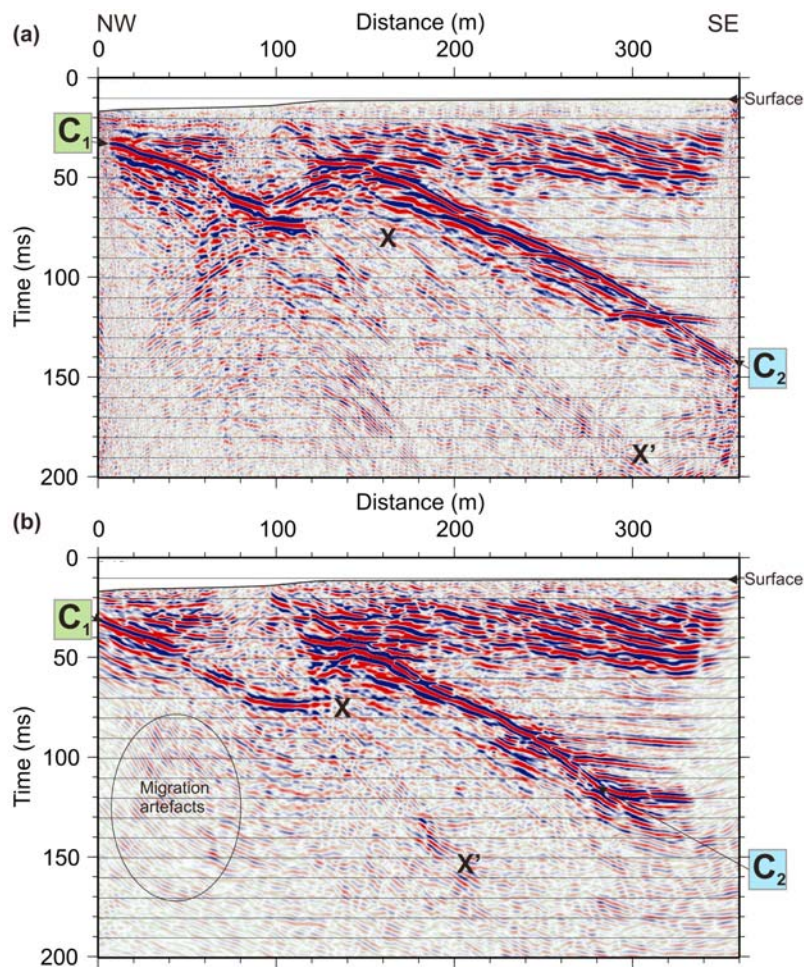 (a)
NW
Distance (m)
SE
0
100
200
300
0
50
100
150
200
Time (ms)
Surface
C1
X
C2
X'
(b)
Distance (m)
0
100
200
300
0
50
100
150
200
Time (ms)
Surface
C1
X
Migration
artefacts
X'
C2